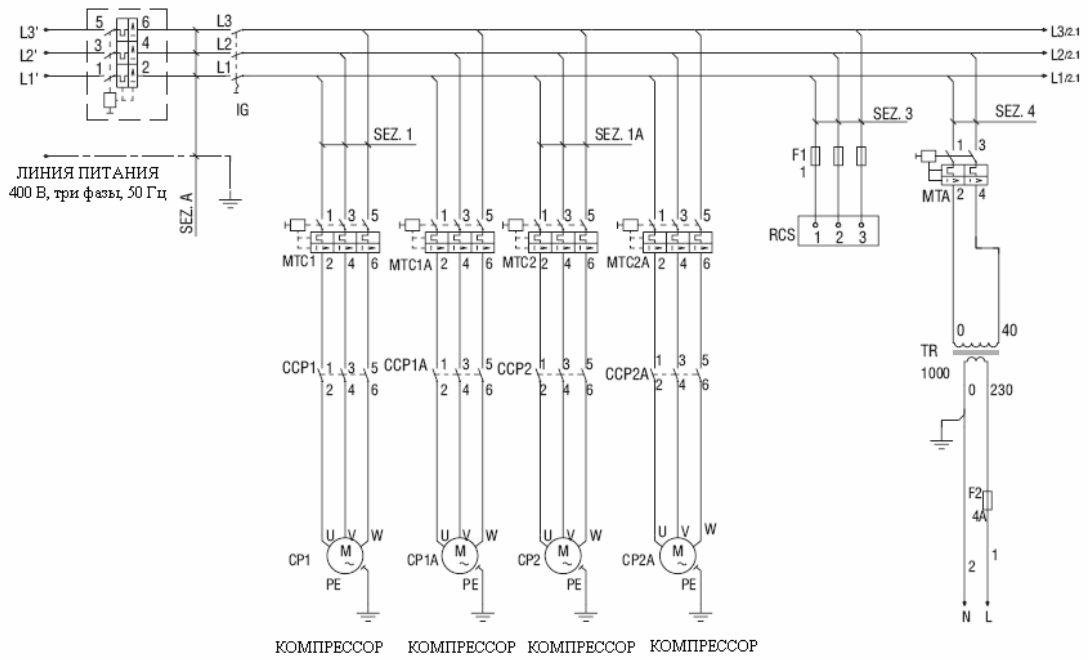 5 6 L3
L3' L3/2.1
3 4 L2
L2' L2/2.1
1 2 L1
L1' L1/2.1
IG
SEZ. 1 SEZ. 1A SEZ. 3 SEZ. 4
ЛИНИЯ ПИТАНИЯ
400 В, три фазы, 50 Гц
SEZ. A
F1
1
1 3
MTA 2 4
RCS 1 2 3
1 3 5 1 3 5 1 3 5 1 3 5
MTC1 2 4 6 MTC1A 2 4 6 MTC2 2 4 6 MTC2A 2 4 6
0 40
TR
1000
0 230
CCP1 1 3 5 CCP1A 1 3 5 CCP2 1 3 5 CCP2A 1 3 5
2 4 6 2 4 6 2 4 6 2 4 6
F2
4A
U V W U V W U V W U V W
CP1 M ~ CP1A M ~ CP2 M ~ CP2A M ~
PE PE PE PE
2 1
N L
КОМПРЕССОР КОМПРЕССОР КОМПРЕССОР КОМПРЕССОР